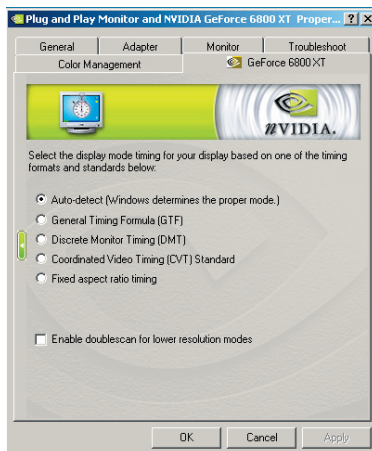 Plug and Play Monitor and NVIDIA GeForce 6800 XT Proper...
General Adapter Monitor Troubleshoot
Color Management GeForce 6800 XT
NVIDIA.
Select the display mode timing for your display based on one of the timing
formats and standards below:
Auto-detect (Windows determines the proper mode.)
General Timing Formula (GTF)
Discrete Monitor Timing (DMT)
Coordinated Video Timing (CVT) Standard
Fixed aspect ratio timing
Enable doublescan for lower resolution modes
OK Cancel Apply